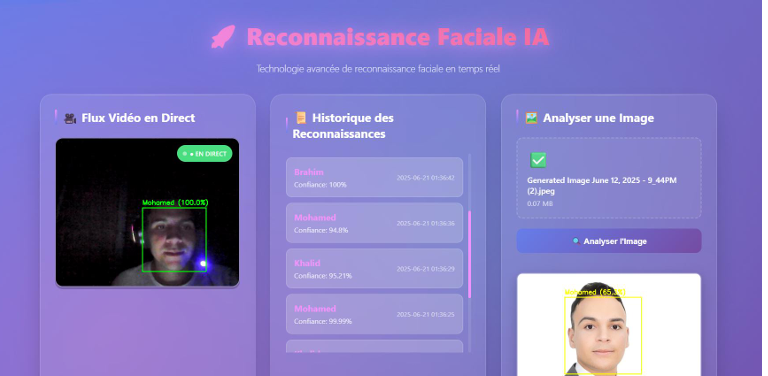 Reconnaissance Faciale IA
Technologie avancée de reconnaissance faciale en temps réel
Flux Vidéo en Direct
● EN DIRECT
Mohamed (100.0%)
Historique des
Reconnaissances
Brahim
Confiance: 100%
2025-06-21 01:36:42
Mohamed
Confiance: 94.8%
2025-06-21 01:36:36
Khalid
Confiance: 95.21%
2025-06-21 01:36:29
Mohamed
Confiance: 99.99%
2025-06-21 01:36:25
Analyser une Image
Generated Image June 12, 2025 - 9_44PM
(2).jpeg
0.07 MB
Analyser l'Image
Mohamed